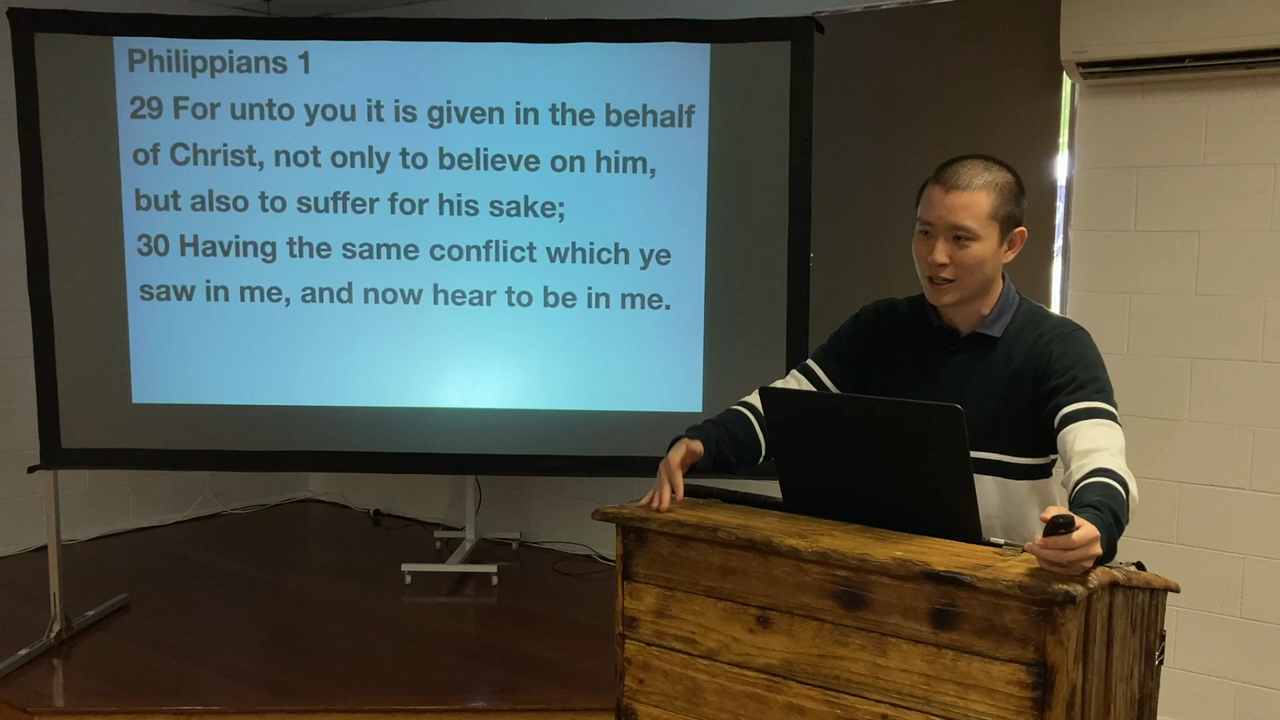 Philippians 1
29 For unto you it is given in the behalf
of Christ, not only to believe on him,
but also to suffer for his sake;
30 Having the same conflict which ye
saw in me, and now hear to be in me.